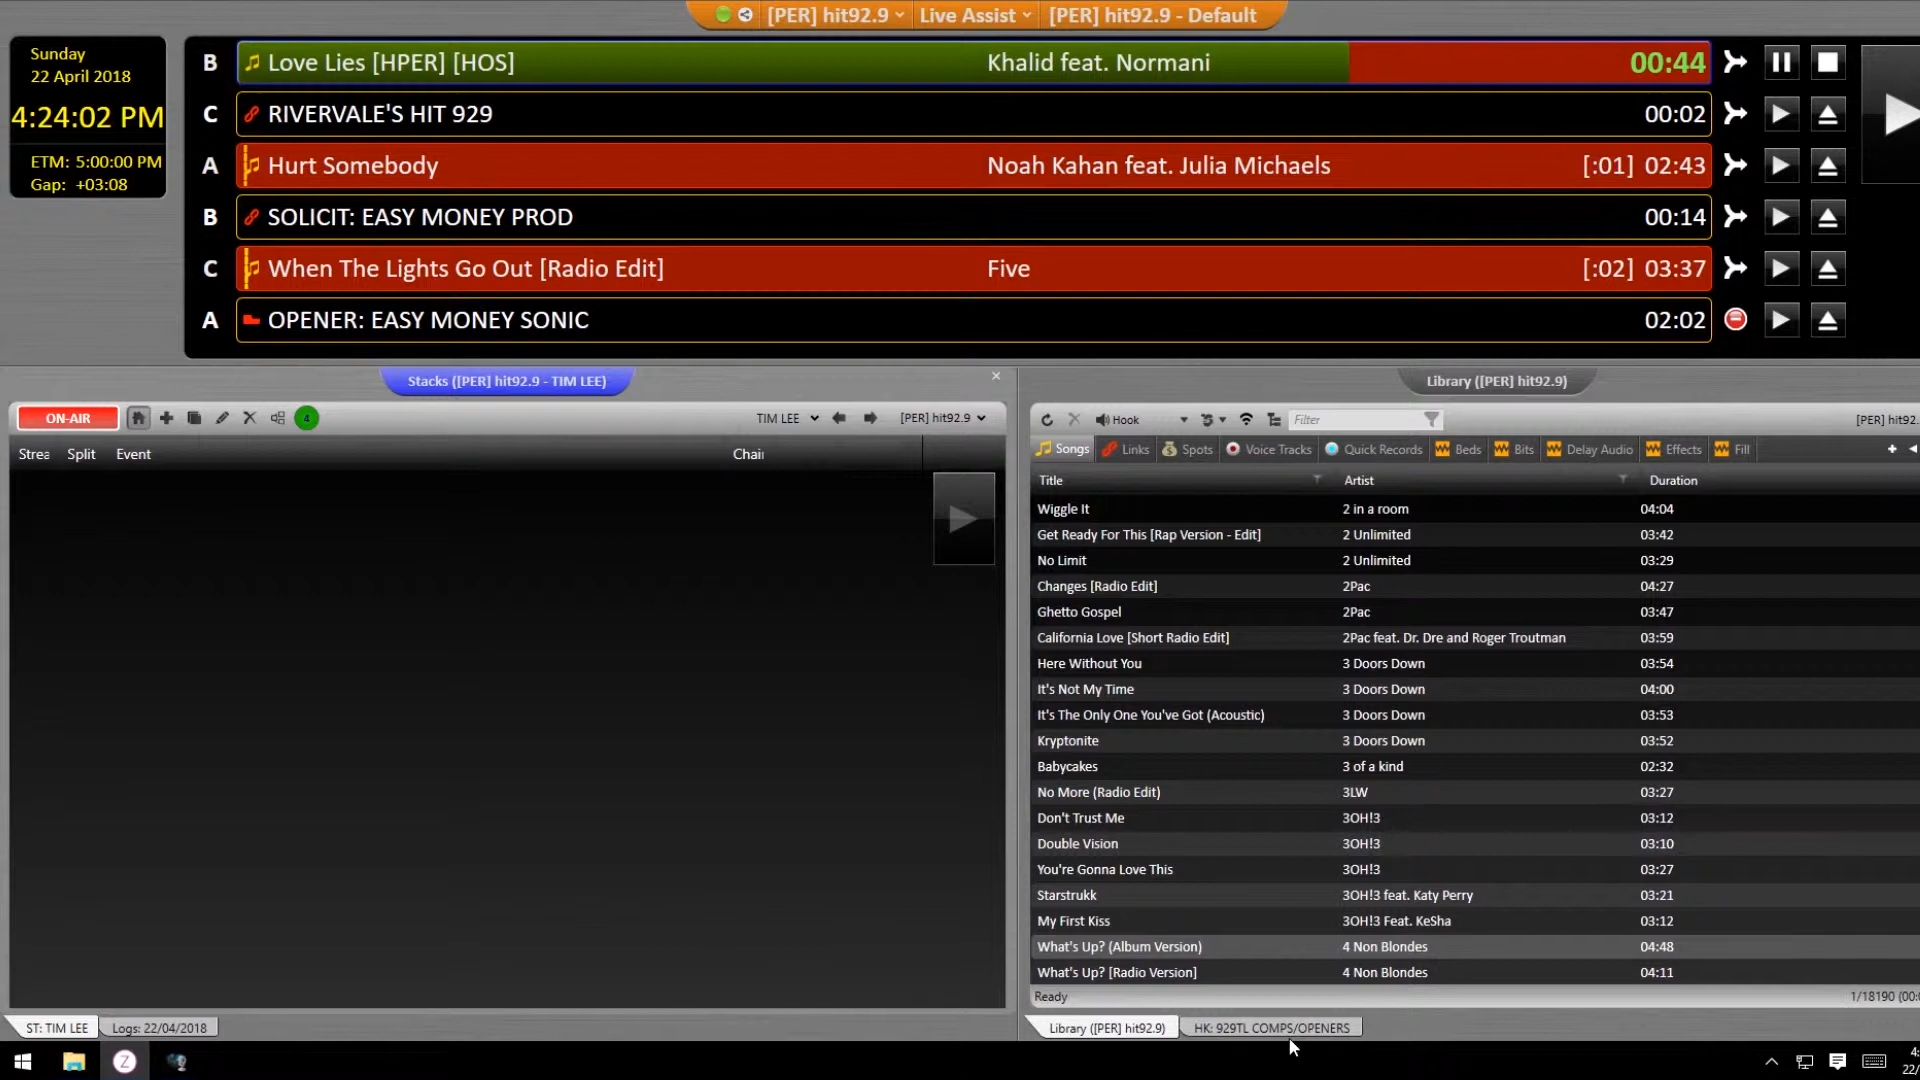 [PER] hit92.9 Live Assist [PER] hit92.9 - Default
Sunday
22 April 2018
4:24:02 PM
ETM: 5:00:00 PM
Gap: +03:08
B Love Lies [HPER] [HOS] Khalid feat. Normani 00:44
C RIVERVALE'S HIT 929 00:02
A Hurt Somebody Noah Kahan feat. Julia Michaels [:01] 02:43
B SOLICIT: EASY MONEY PROD 00:14
C When The Lights Go Out [Radio Edit] Five [:02] 03:37
A OPENER: EASY MONEY SONIC 02:02
Stacks ([PER] hit92.9 - TIM LEE)
ON-AIR 4 TIM LEE [PER] hit92.9
Strea Split Event Chai
Library ([PER] hit92.9)
Hook Filter [PER] hit92.
Songs Links Spots Voice Tracks Quick Records Beds Bits Delay Audio Effects Fill
Title Artist Duration
Wiggle It 2 in a room 04:04
Get Ready For This [Rap Version - Edit] 2 Unlimited 03:42
No Limit 2 Unlimited 03:29
Changes [Radio Edit] 2Pac 04:27
Ghetto Gospel 2Pac 03:47
California Love [Short Radio Edit] 2Pac feat. Dr. Dre and Roger Troutman 03:59
Here Without You 3 Doors Down 03:54
It's Not My Time 3 Doors Down 04:00
It's The Only One You've Got (Acoustic) 3 Doors Down 03:53
Kryptonite 3 Doors Down 03:52
Babycakes 3 of a kind 02:32
No More (Radio Edit) 3LW 03:27
Don't Trust Me 3OH!3 03:12
Double Vision 3OH!3 03:10
You're Gonna Love This 3OH!3 03:27
Starstrukk 3OH!3 feat. Katy Perry 03:21
My First Kiss 3OH!3 Feat. KeSha 03:12
What's Up? (Album Version) 4 Non Blondes 04:48
What's Up? [Radio Version] 4 Non Blondes 04:11
Ready 1/18190 (00:
ST: TIM LEE Logs: 22/04/2018
Library ([PER] hit92.9) HK: 929TL COMPS/OPENERS
Z
4:
22/